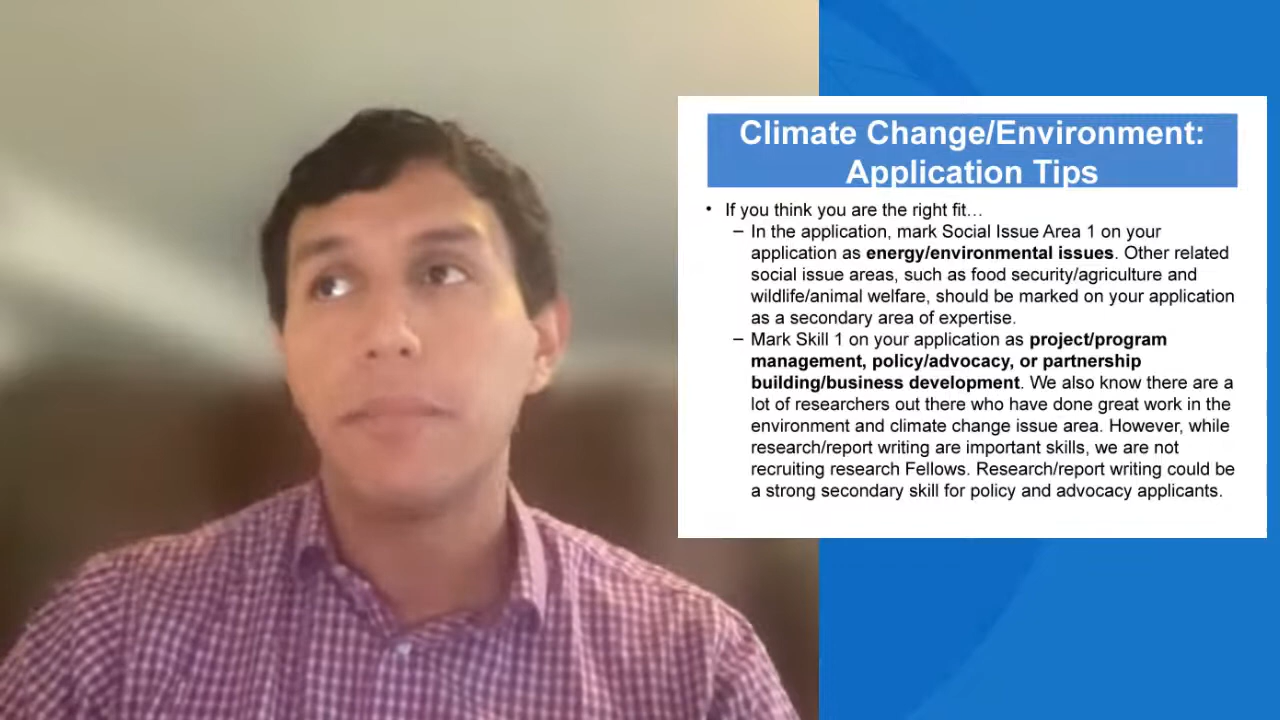 Climate Change/Environment:
Application Tips
• If you think you are the right fit…
– In the application, mark Social Issue Area 1 on your
application as energy/environmental issues. Other related
social issue areas, such as food security/agriculture and
wildlife/animal welfare, should be marked on your application
as a secondary area of expertise.
– Mark Skill 1 on your application as project/program
management, policy/advocacy, or partnership
building/business development. We also know there are a
lot of researchers out there who have done great work in the
environment and climate change issue area. However, while
research/report writing are important skills, we are not
recruiting research Fellows. Research/report writing could be
a strong secondary skill for policy and advocacy applicants.